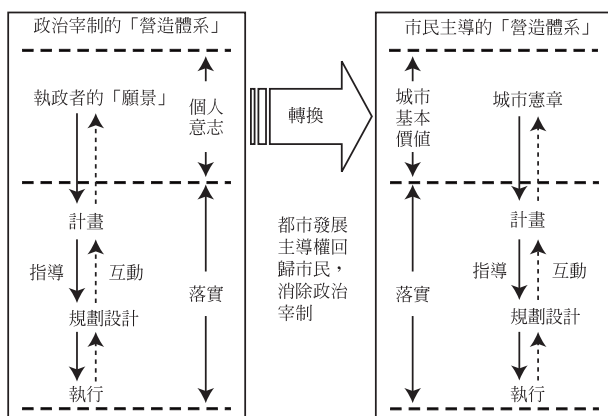 政治宰制的「營造體系」
執政者的「願景」
個人
意志
計畫
指導
互動
落實
規劃設計
執行
轉換
都市發展
主導權回
歸市民，
消除政治
宰制
市民主導的「營造體系」
城市
基本
價值
城市憲章
計畫
指導
互動
落實
規劃設計
執行